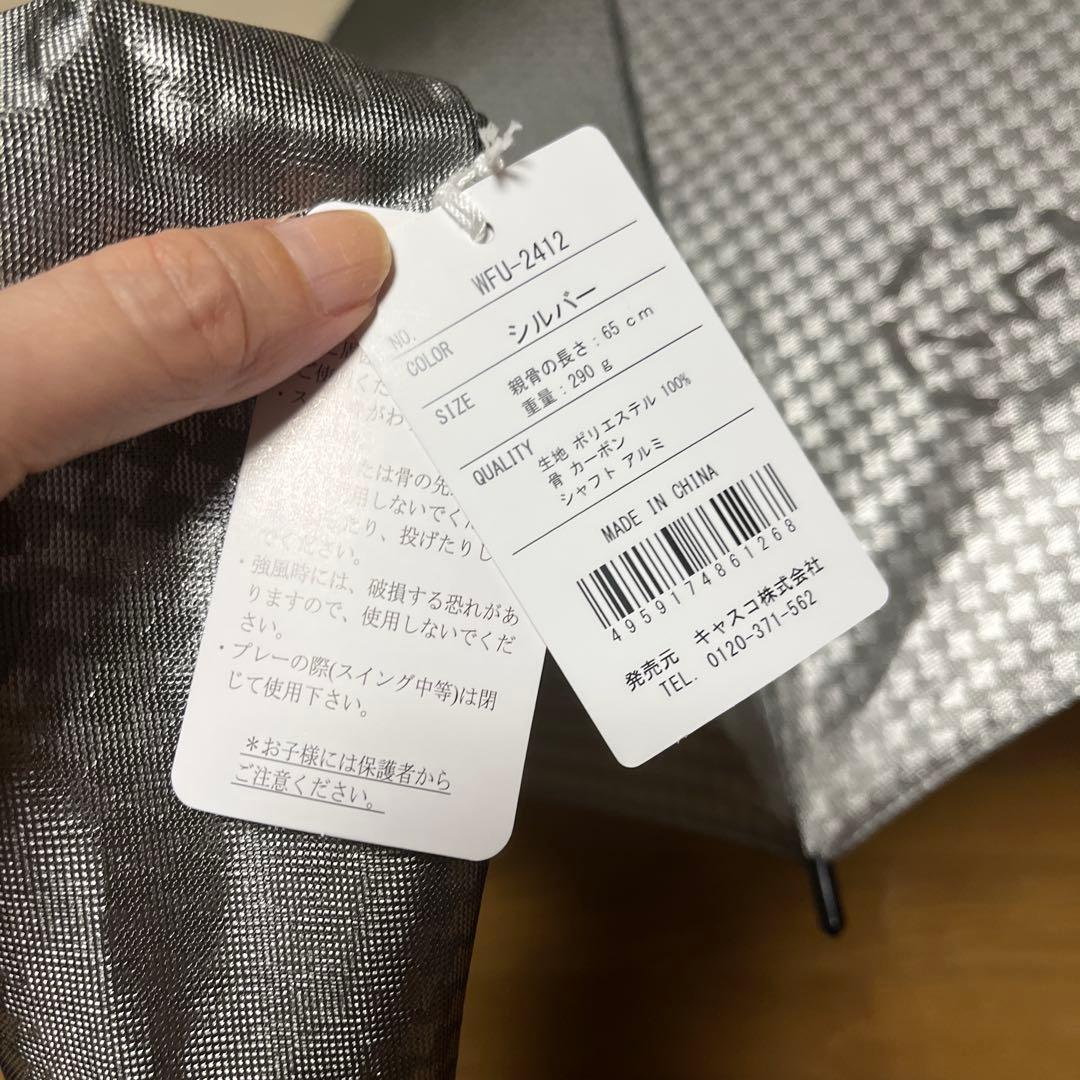 NO.
WFU-2412
COLOR
シルバー
SIZE
親骨の長さ：65 cm
重量：290 g
QUALITY
生地 ポリエステル 100%
骨 カーボン
シャフト アルミ
MADE IN CHINA
4959174861268
発売元 キャスコ株式会社
TEL. 0120-371-562
は骨の先
用しないでくだ
り、投げたりし
でください。
・強風時には、破損する恐れがあ
りますので、使用しないでくだ
さい。
・プレーの際(スイング中等)は閉
じて使用下さい。
＊お子様には保護者から
ご注意ください。